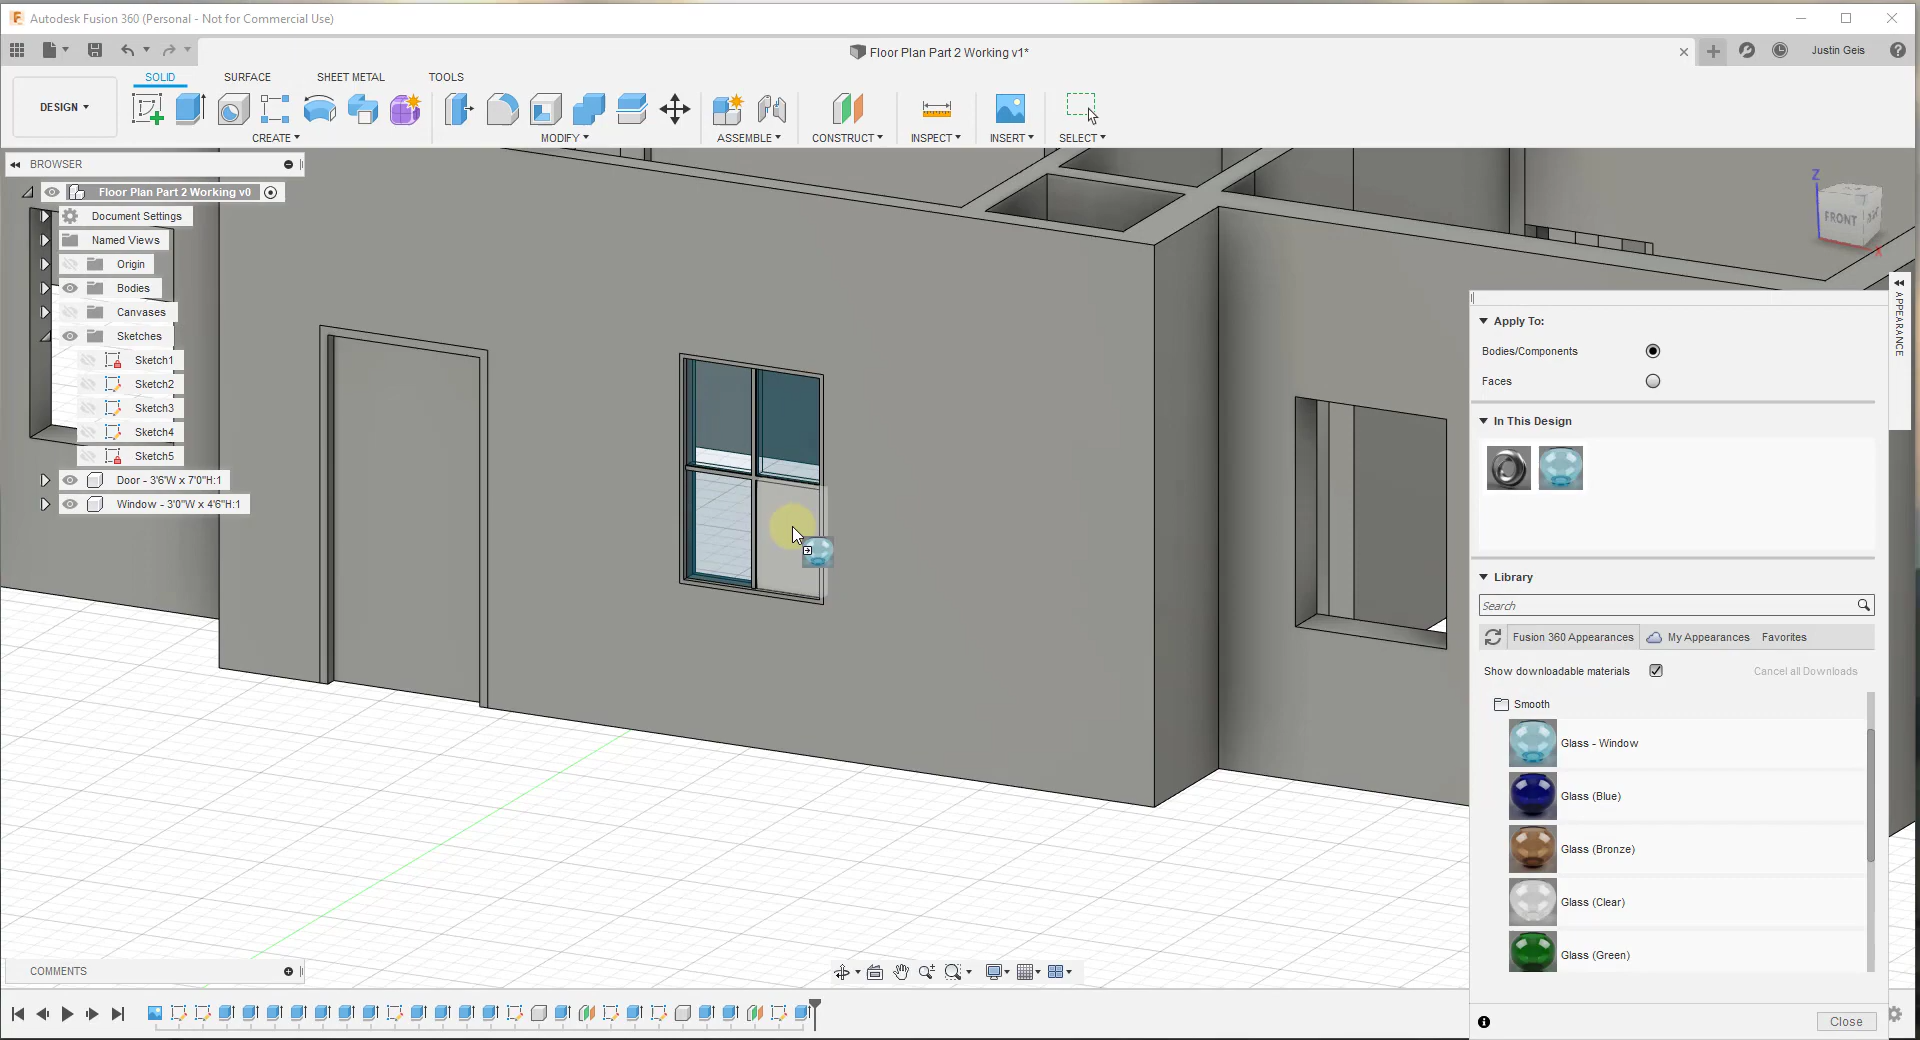 Autodesk Fusion 360 (Personal - Not for Commercial Use)
Floor Plan Part 2 Working v1*
Justin Geis
SOLID
SURFACE
SHEET METAL
TOOLS
DESIGN
CREATE
MODIFY
ASSEMBLE
CONSTRUCT
INSPECT
INSERT
SELECT
BROWSER
Floor Plan Part 2 Working v0
Document Settings
Named Views
Origin
Bodies
Canvases
Sketches
Sketch1
Sketch2
Sketch3
Sketch4
Sketch5
Door - 3'6'W x 7'0"H:1
Window - 3'0"W x 4'6"H:1
Z
FRONT
X
APPEARANCE
Apply To:
Bodies/Components
Faces
In This Design
Library
Search
Fusion 360 Appearances
My Appearances
Favorites
Show downloadable materials
Cancel all Downloads
Smooth
Glass - Window
Glass (Blue)
Glass (Bronze)
Glass (Clear)
Glass (Green)
Close
COMMENTS